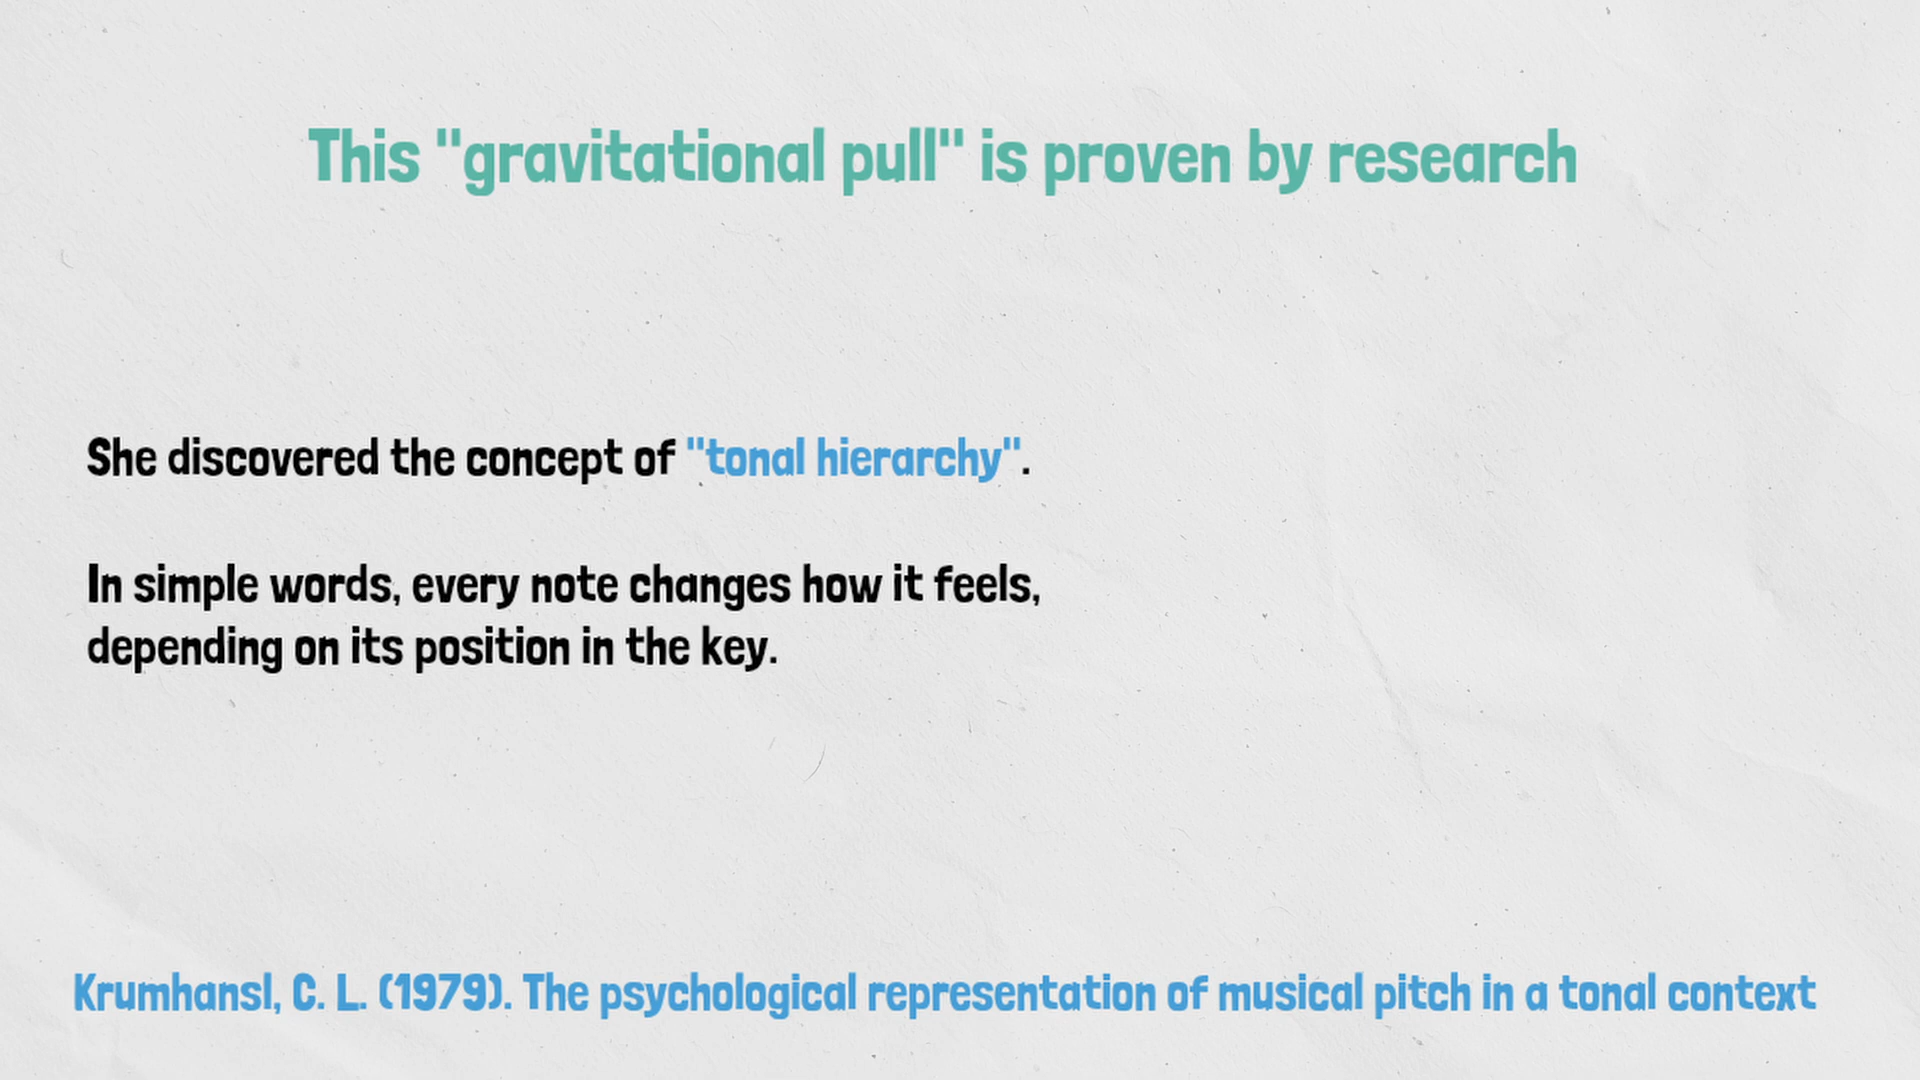 This "gravitational pull" is proven by research
She discovered the concept of "tonal hierarchy".
In simple words, every note changes how it feels,
depending on its position in the key.
Krumhansl, C. L. (1979). The psychological representation of musical pitch in a tonal context